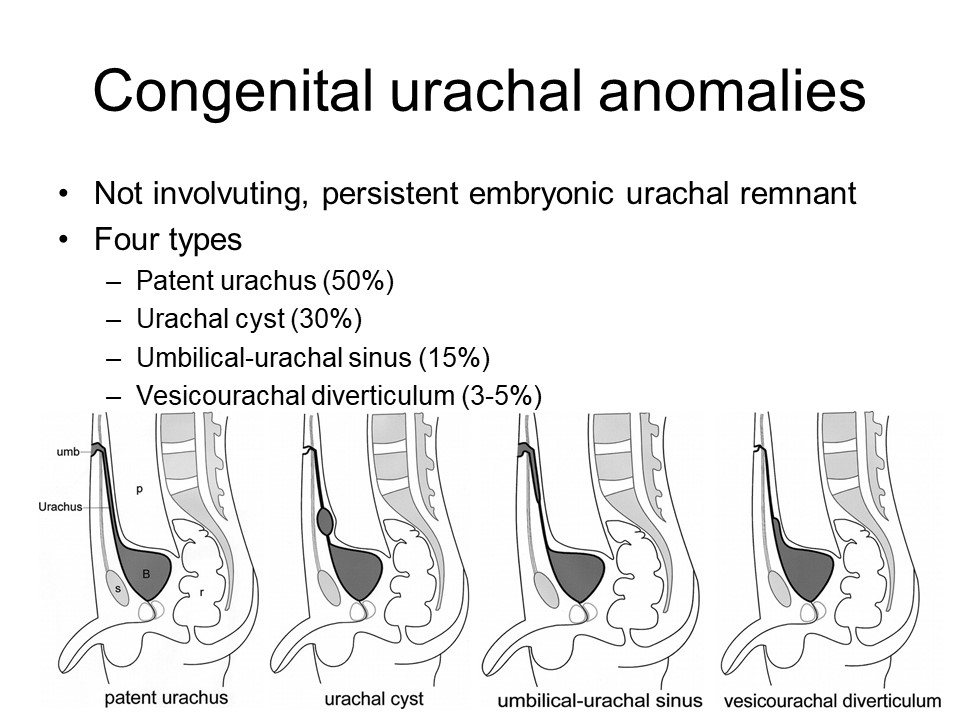 Congenital urachal anomalies
• Not involvuting, persistent embryonic urachal remnant
• Four types
– Patent urachus (50%)
– Urachal cyst (30%)
– Umbilical-urachal sinus (15%)
– Vesicourachal diverticulum (3-5%)
umb
p
Urachus
B
s
r
patent urachus
urachal cyst
umbilical-urachal sinus
vesicourachal diverticulum